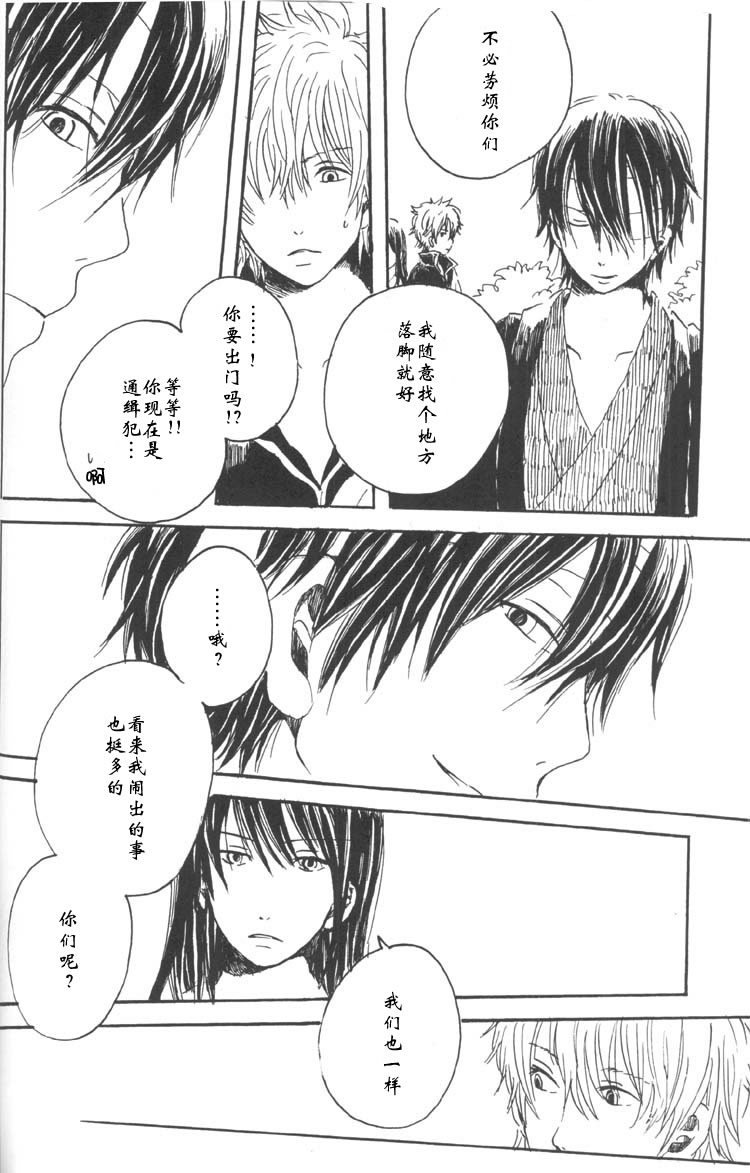 不必劳烦你们
我随意找个地方
落脚就好
……!
你要出门吗!?
等等!!
你现在是
通缉犯…
啊
……哦?
看来我闹出的事
也挺多的
你们呢?
我们也一样